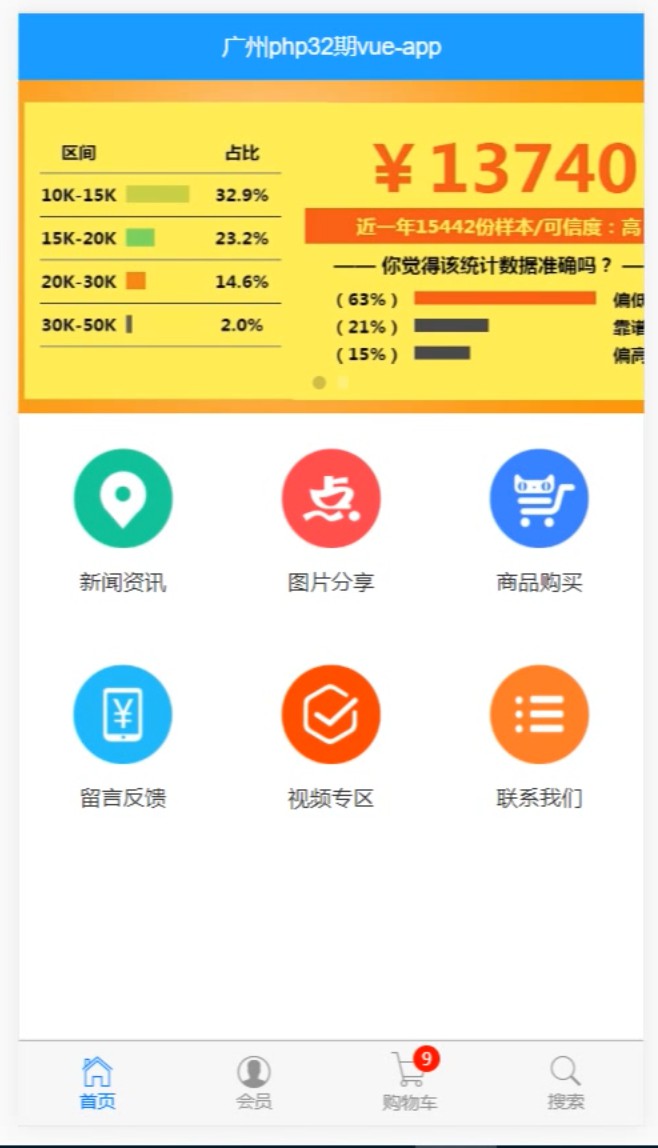 广州php32期vue-app
区间 占比
10K-15K 32.9%
15K-20K 23.2%
20K-30K 14.6%
30K-50K 2.0%
￥13740
近一年15442份样本/可信度：高
—— 你觉得该统计数据准确吗？ —
（63%） 偏低
（21%） 靠谱
（15%） 偏高
点
新闻资讯 图片分享 商品购买
¥
留言反馈 视频专区 联系我们
9
首页 会员 购物车 搜索